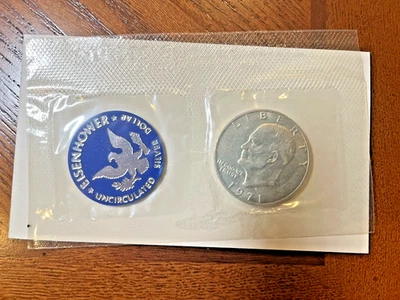 EISENHOWER
SILVER DOLLAR
UNCIRCULATED
LIBERTY
IN GOD WE
TRUST
1971